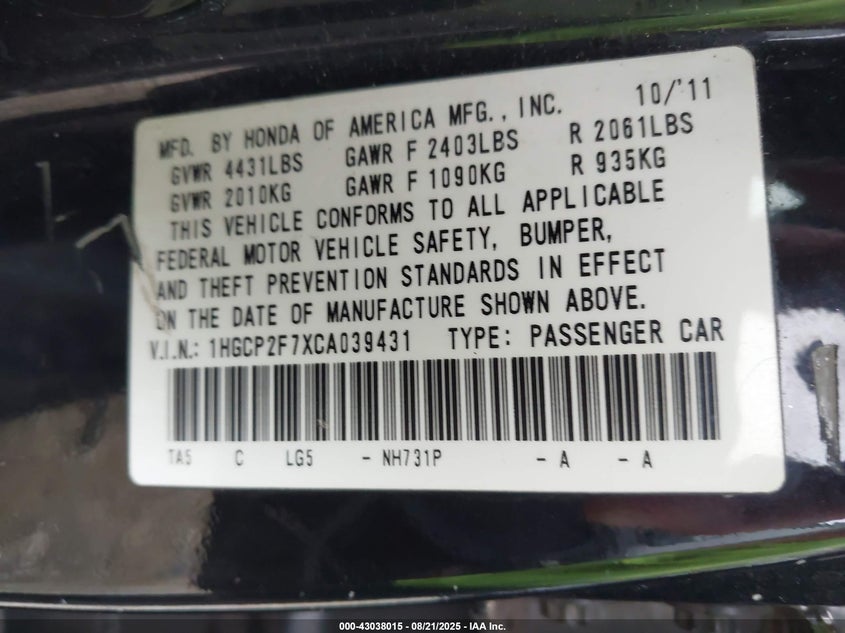 MFD. BY HONDA OF AMERICA MFG., INC. 10/'11
GVWR 4431LBS GAWR F 2403LBS R 2061LBS
GVWR 2010KG GAWR F 1090KG R 935KG
THIS VEHICLE CONFORMS TO ALL APPLICABLE
FEDERAL MOTOR VEHICLE SAFETY, BUMPER,
AND THEFT PREVENTION STANDARDS IN EFFECT
ON THE DATE OF MANUFACTURE SHOWN ABOVE.
V.I.N.: 1HGCP2F7XCA039431 TYPE: PASSENGER CAR
TA5 C LG5 - NH731P - A - A
000-43038015 - 08/21/2025 - © IAA Inc.